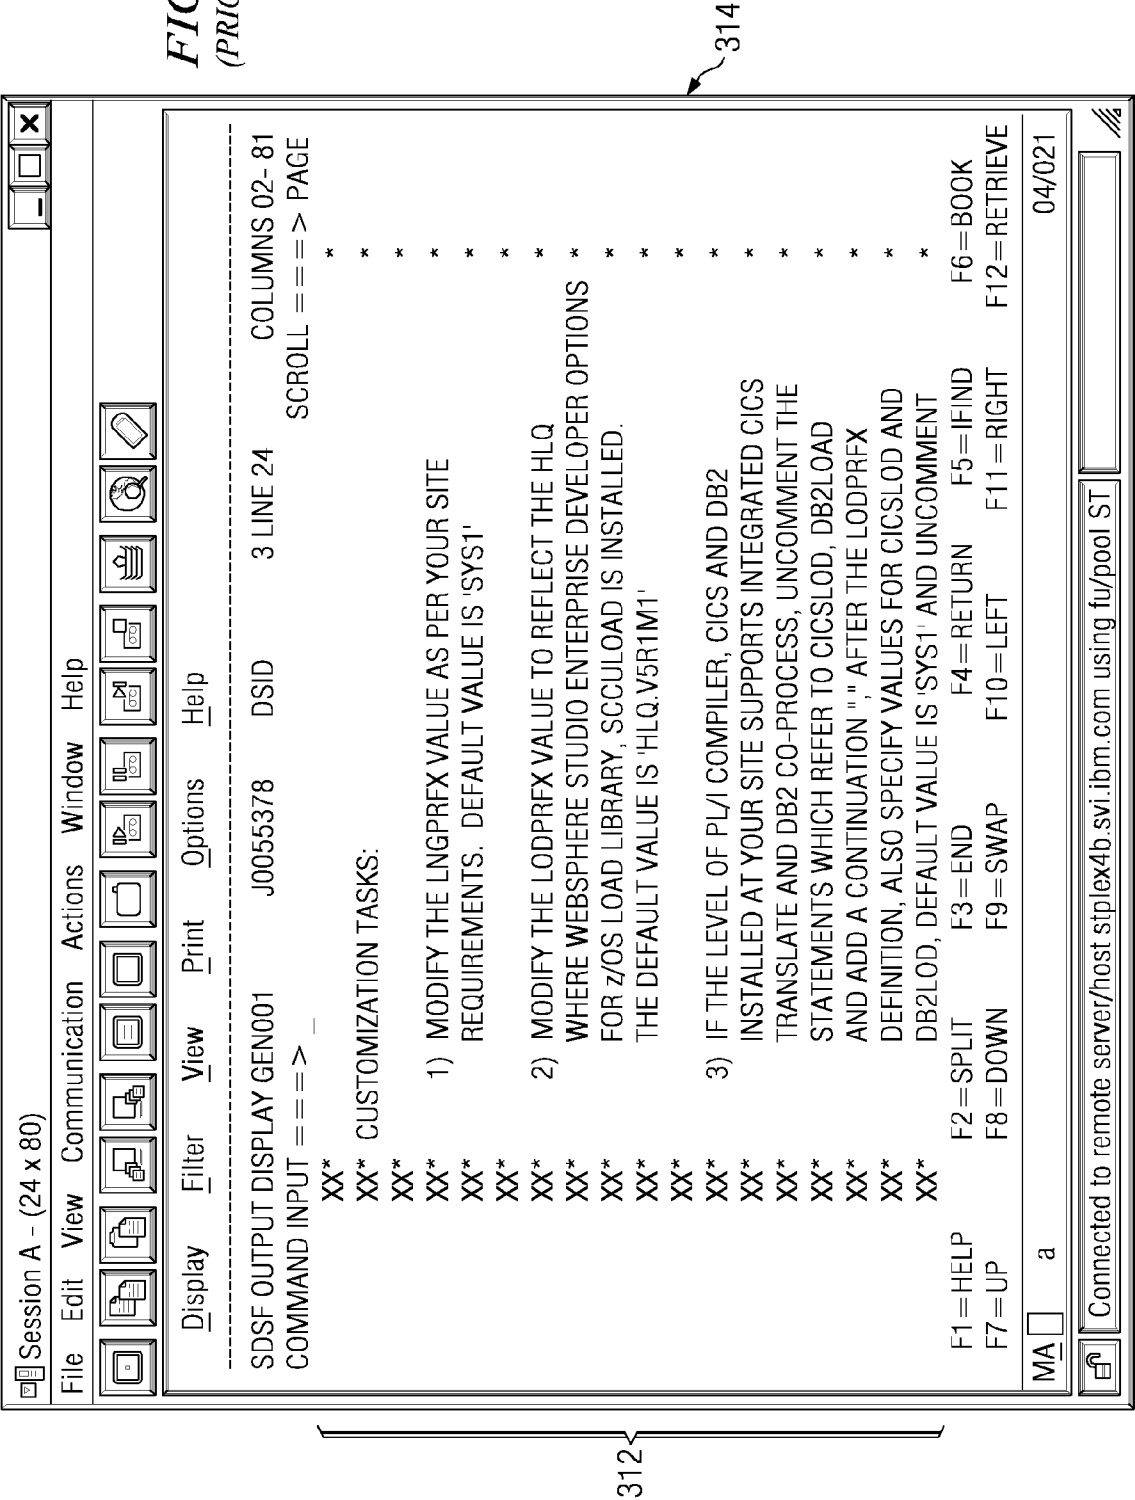 FIG
(PRIO
Session A - (24 x 80)
File Edit View Communication Actions Window Help
Display Filter View Print Options Help
SDSF OUTPUT DISPLAY GEN001 J0055378 DSID 3 LINE 24 COLUMNS 02- 81
COMMAND INPUT = = = > _ SCROLL = = = > PAGE
XX* *
XX* CUSTOMIZATION TASKS: *
XX* *
XX* 1) MODIFY THE LNGPRFX VALUE AS PER YOUR SITE *
XX* REQUIREMENTS. DEFAULT VALUE IS 'SYS1' *
XX* *
XX* 2) MODIFY THE LODPRFX VALUE TO REFLECT THE HLQ *
XX* WHERE WEBSPHERE STUDIO ENTERPRISE DEVELOPER OPTIONS *
XX* FOR z/OS LOAD LIBRARY, SCCULOAD IS INSTALLED. *
XX* THE DEFAULT VALUE IS 'HLQ.V5R1M1' *
XX* *
XX* 3) IF THE LEVEL OF PL/I COMPILER, CICS AND DB2 *
XX* INSTALLED AT YOUR SITE SUPPORTS INTEGRATED CICS *
XX* TRANSLATE AND DB2 CO-PROCESS, UNCOMMENT THE *
XX* STATEMENTS WHICH REFER TO CICSLOD, DB2LOAD *
XX* AND ADD A CONTINUATION "," AFTER THE LODPRFX *
XX* DEFINITION, ALSO SPECIFY VALUES FOR CICSLOD AND *
XX* DB2LOD, DEFAULT VALUE IS 'SYS1' AND UNCOMMENT *
F1=HELP F2=SPLIT F3=END F4=RETURN F5=IFIND F6=BOOK
F7=UP F8=DOWN F9=SWAP F10=LEFT F11=RIGHT F12=RETRIEVE
MA a 04/021
Connected to remote server/host stplex4b.svi.ibm.com using fu/pool ST
312
314